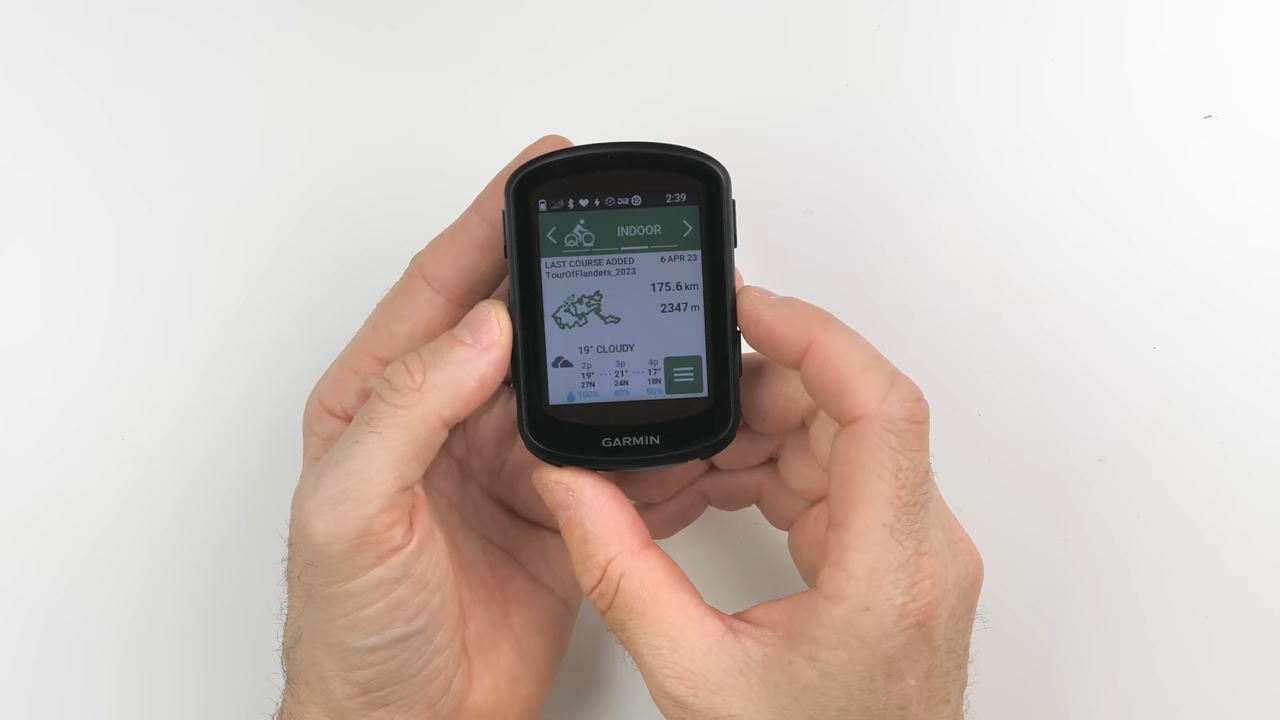 2:39
INDOOR
LAST COURSE ADDED 6 APR 23
TourOfFlanders_2023
175.6 km
2347 m
19° CLOUDY
2p 3p 4p
19° ··· 21° ··· 17°
27N 24N 18N
100% 60% 50%
GARMIN